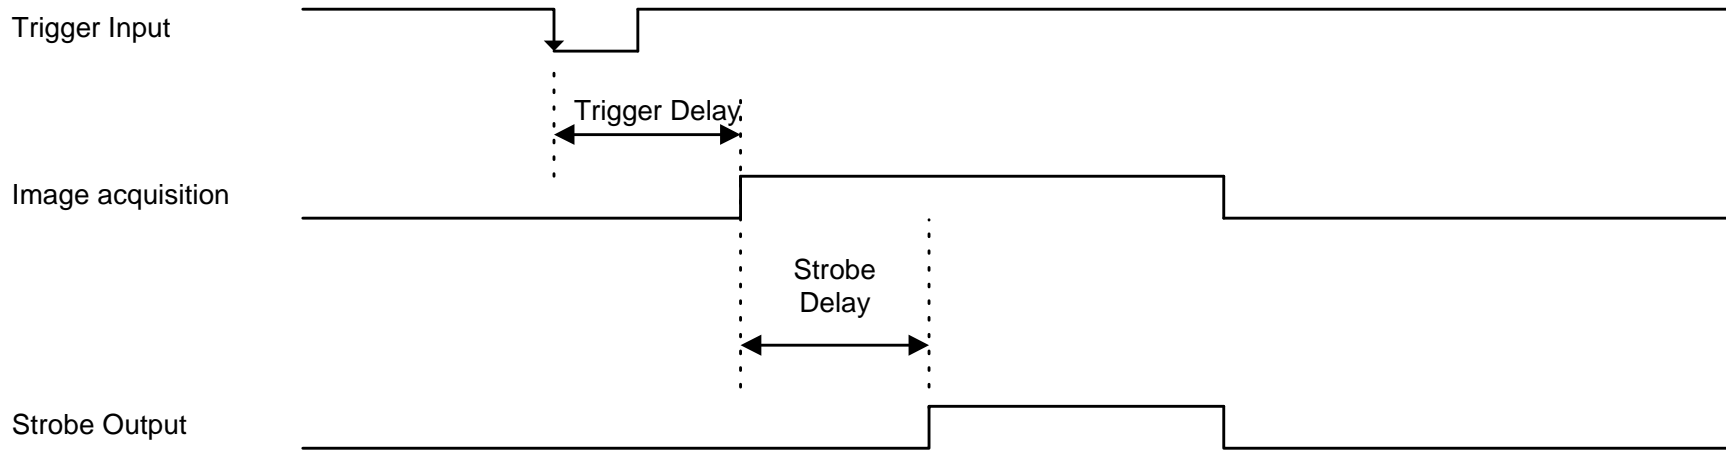 Trigger Input
Trigger Delay
Image acquisition
Strobe
Delay
Strobe Output